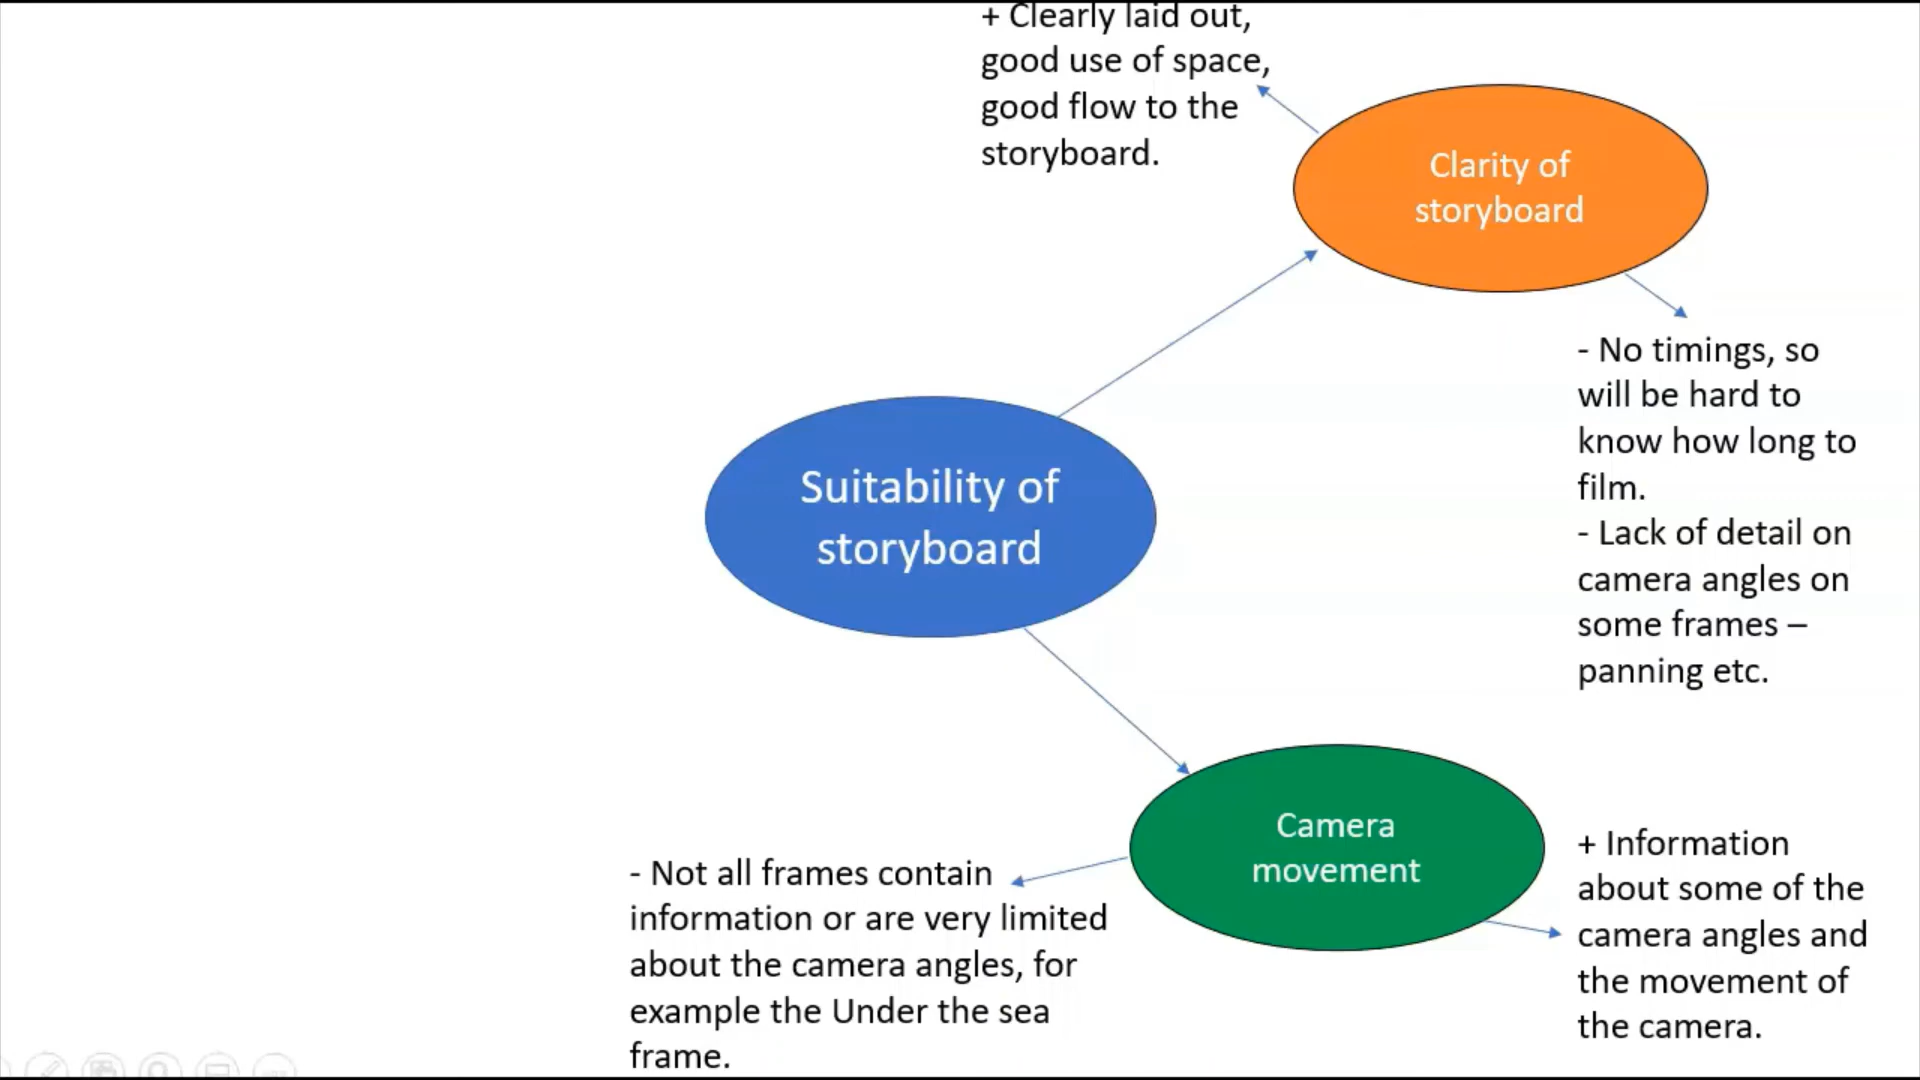 + Clearly laid out,
good use of space,
good flow to the
storyboard.
Clarity of
storyboard
- No timings, so
will be hard to
know how long to
film.
- Lack of detail on
camera angles on
some frames –
panning etc.
Suitability of
storyboard
Camera
movement
- Not all frames contain
information or are very limited
about the camera angles, for
example the Under the sea
frame.
+ Information
about some of the
camera angles and
the movement of
the camera.